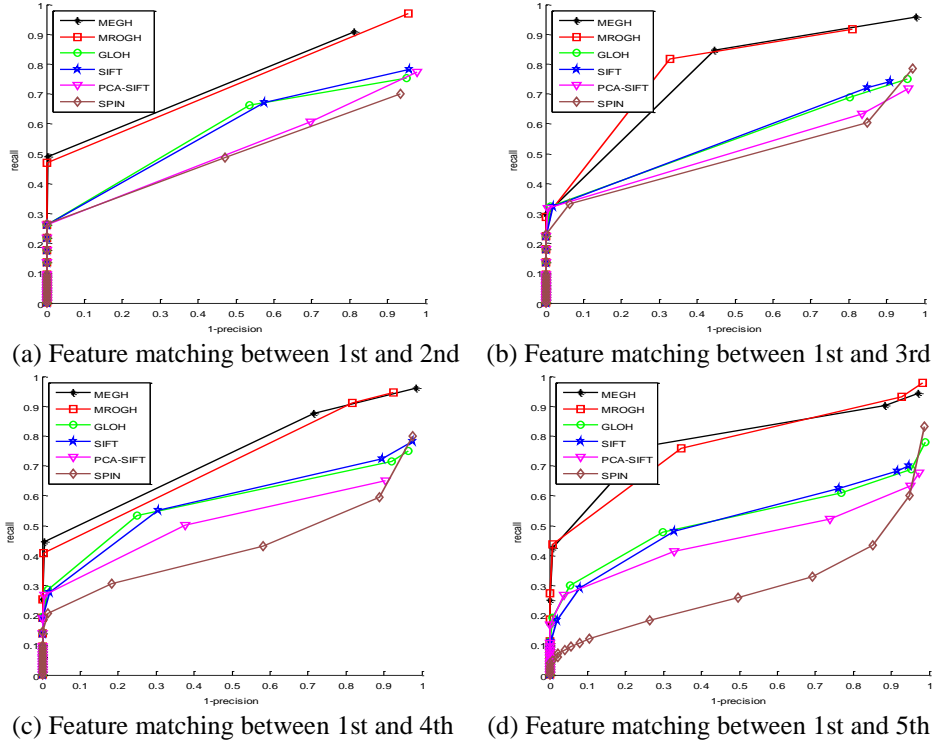 1
0.9
0.8
0.7
0.6
0.5
0.4
0.3
0.2
0.1
0
recall
MEGH
MROGH
GLOH
SIFT
PCA-SIFT
SPIN
0 0.1 0.2 0.3 0.4 0.5 0.6 0.7 0.8 0.9 1
1-precision
(a) Feature matching between 1st and 2nd
1
0.9
0.8
0.7
0.6
0.5
0.4
0.3
0.2
0.1
0
recall
MEGH
MROGH
GLOH
SIFT
PCA-SIFT
SPIN
0 0.1 0.2 0.3 0.4 0.5 0.6 0.7 0.8 0.9 1
1-precision
(b) Feature matching between 1st and 3rd
1
0.9
0.8
0.7
0.6
0.5
0.4
0.3
0.2
0.1
0
recall
MEGH
MROGH
GLOH
SIFT
PCA-SIFT
SPIN
0 0.1 0.2 0.3 0.4 0.5 0.6 0.7 0.8 0.9 1
1-precision
(c) Feature matching between 1st and 4th
1
0.9
0.8
0.7
0.6
0.5
0.4
0.3
0.2
0.1
0
recall
MEGH
MROGH
GLOH
SIFT
PCA-SIFT
SPIN
0 0.1 0.2 0.3 0.4 0.5 0.6 0.7 0.8 0.9 1
1-precision
(d) Feature matching between 1st and 5th